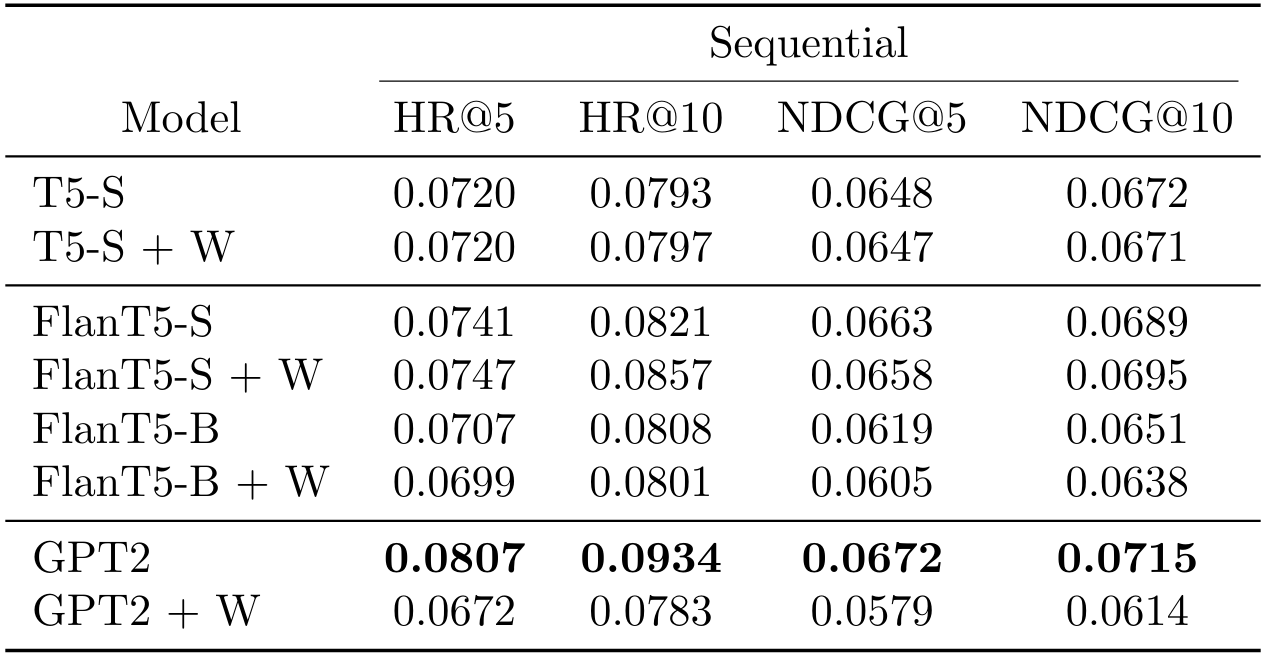 Sequential
Model HR@5 HR@10 NDCG@5 NDCG@10
T5-S 0.0720 0.0793 0.0648 0.0672
T5-S + W 0.0720 0.0797 0.0647 0.0671
FlanT5-S 0.0741 0.0821 0.0663 0.0689
FlanT5-S + W 0.0747 0.0857 0.0658 0.0695
FlanT5-B 0.0707 0.0808 0.0619 0.0651
FlanT5-B + W 0.0699 0.0801 0.0605 0.0638
GPT2 0.0807 0.0934 0.0672 0.0715
GPT2 + W 0.0672 0.0783 0.0579 0.0614